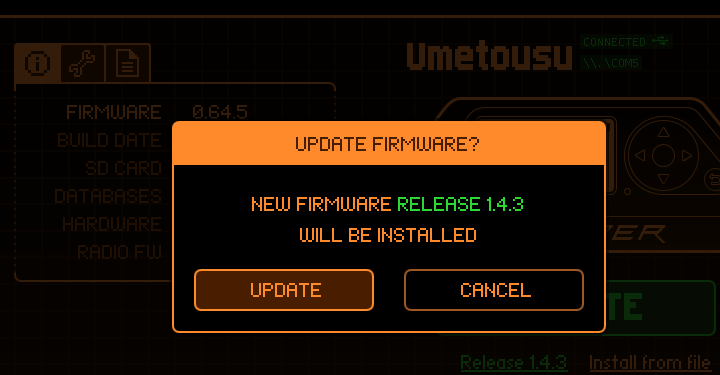 Umetousu
CONNECTED
\\.\COM5
FIRMWARE 0.64.5
BUILD DATE
SD CARD
DATABASES
HARDWARE
RADIO FW
UPDATE FIRMWARE?
NEW FIRMWARE RELEASE 1.4.3
WILL BE INSTALLED
UPDATE
CANCEL
Release 1.4.3
Install from file